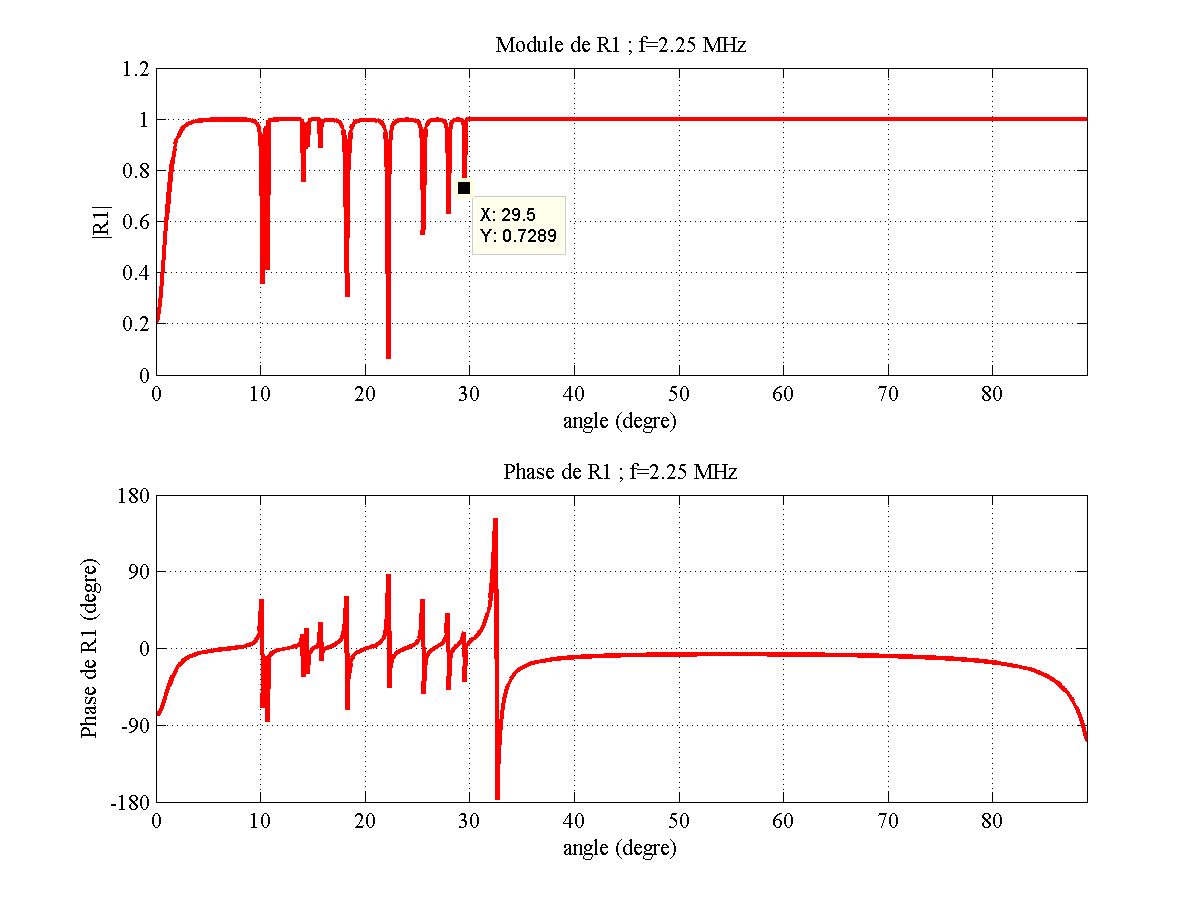 Module de R1 ; f=2.25 MHz
1.2
1
0.8
0.6
0.4
0.2
0
|R1|
X: 29.5
Y: 0.7289
0 10 20 30 40 50 60 70 80
angle (degre)
Phase de R1 ; f=2.25 MHz
180
90
0
-90
-180
Phase de R1 (degre)
0 10 20 30 40 50 60 70 80
angle (degre)